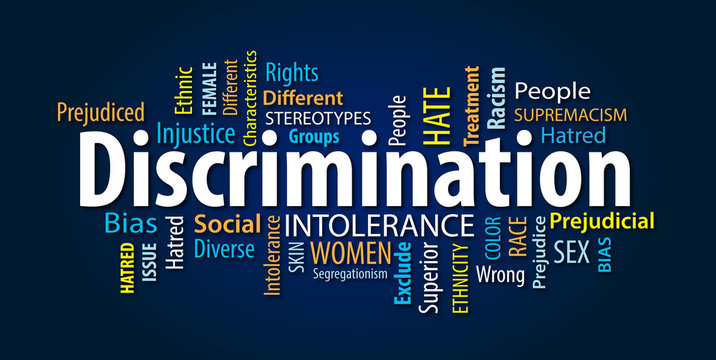 Prejudiced
Ethnic
FEMALE
Different
Characteristics
Rights
Different
STEREOTYPES
Injustice
Groups
People
HATE
Treatment
Racism
People
SUPREMACISM
Hatred
Discrimination
Bias
HATRED
ISSUE
Hatred
Social
Diverse
Intolerance
INTOLERANCE
SKIN
WOMEN
Segregationism
Exclude
Superior
ETHNICITY
COLOR
RACE
Wrong
Prejudice
Prejudicial
SEX
BIAS